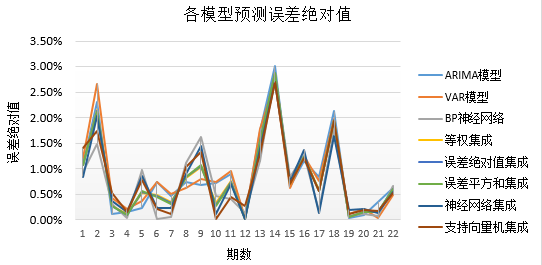 各模型预测误差绝对值
3.50%
3.00%
2.50%
2.00%
1.50%
1.00%
0.50%
0.00%
误差绝对值
1 2 3 4 5 6 7 8 9 10 11 12 13 14 15 16 17 18 19 20 21 22
期数
ARIMA模型
VAR模型
BP神经网络
等权集成
误差绝对值集成
误差平方和集成
神经网络集成
支持向量机集成